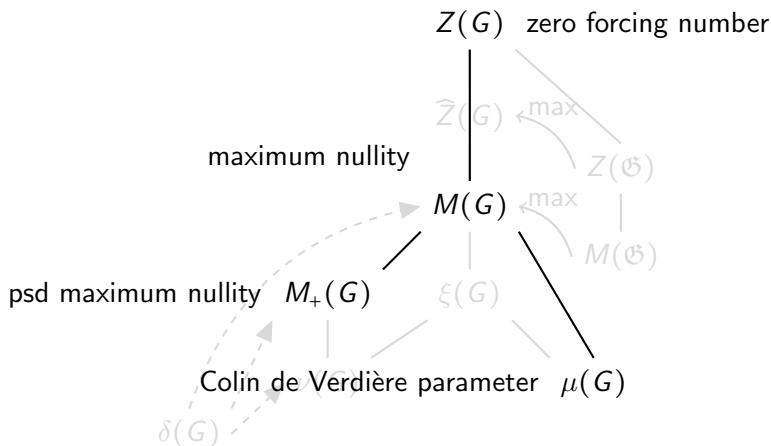 Z(G) zero forcing number
Ẑ(G) max
maximum nullity
Z(𝔊)
M(G) max
M(𝔊)
psd maximum nullity M₊(G) ξ(G)
Colin de Verdière parameter μ(G)
δ(G)